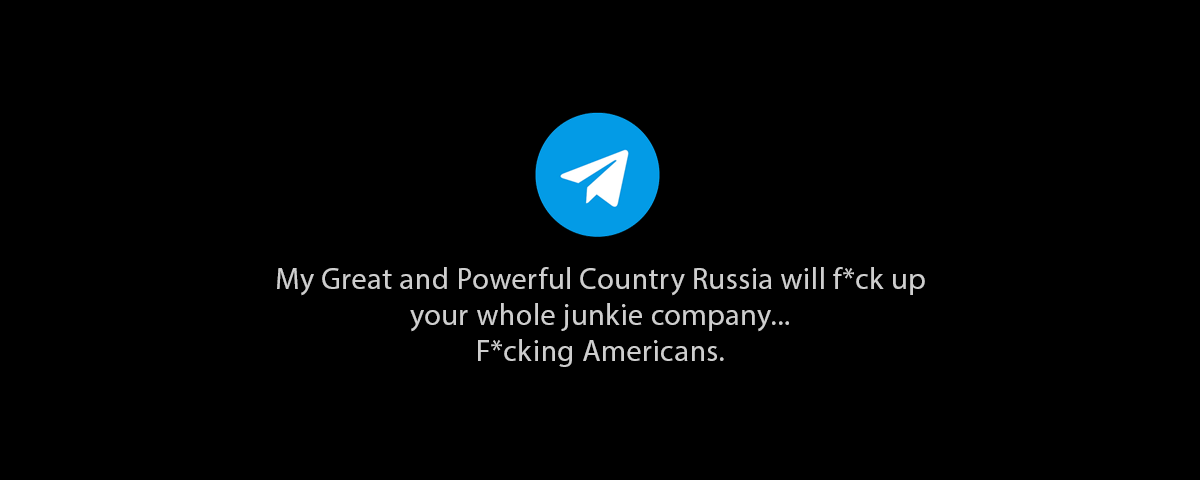 My Great and Powerful Country Russia will f*ck up
your whole junkie company...
F*cking Americans.